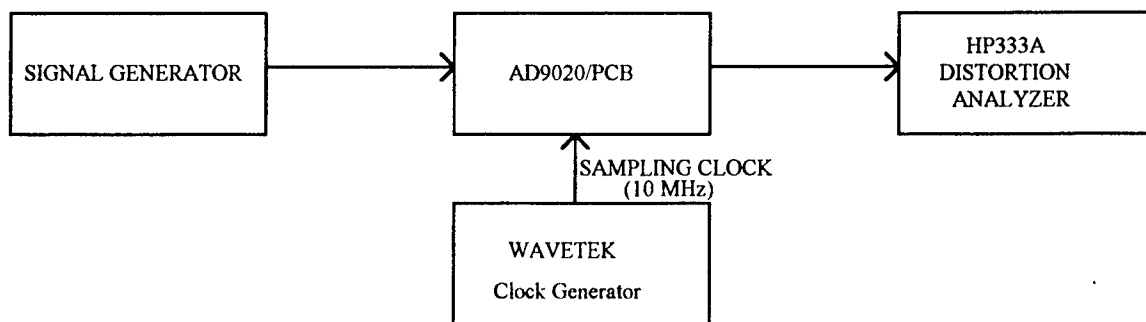 SIGNAL GENERATOR
AD9020/PCB
HP333A
DISTORTION
ANALYZER
SAMPLING CLOCK
(10 MHz)
WAVETEK
Clock Generator